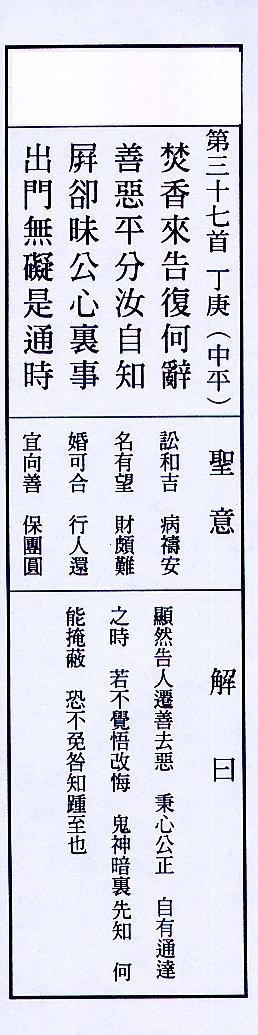 第三十七首 丁庚（中平）
焚香來告復何辭
善惡平分汝自知
屏卻昧公心裏事
出門無礙是通時
聖意
訟和吉 病禱安
名有望 財頗難
婚可合 行人還
宜向善 保團圓
解曰
顯然告人遷善去惡 秉心公正 自有通達
之時 若不覺悟改悔 鬼神暗裏先知 何
能掩蔽 恐不免咎知踵至也